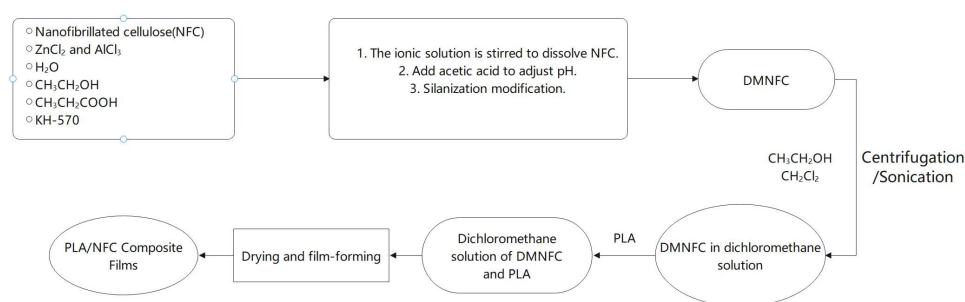 Nanofibrillated cellulose(NFC)
ZnCl₂ and AlCl₃
H₂O
CH₃CH₂OH
CH₃CH₂COOH
KH-570
1. The ionic solution is stirred to dissolve NFC.
2. Add acetic acid to adjust pH.
3. Silanization modification.
DMNFC
CH₃CH₂OH
CH₂Cl₂
Centrifugation
/Sonication
DMNFC in dichloromethane
solution
PLA
Dichloromethane
solution of DMNFC
and PLA
Drying and film-forming
PLA/NFC Composite
Films